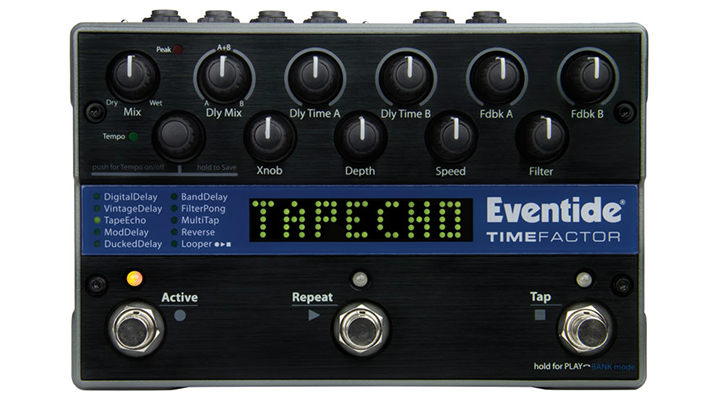 Peak
A+B
Dry
Mix
Wet
A
Dly Mix
B
Dly Time A
Dly Time B
Fdbk A
Fdbk B
Tempo
push for Tempo on/off
hold to Save
Xnob
Depth
Speed
Filter
DigitalDelay
VintageDelay
TapeEcho
ModDelay
DuckedDelay
BandDelay
FilterPong
MultiTap
Reverse
Looper
TAPECHO
Eventide®
TIMEFACTOR
Active
Repeat
Tap
hold for PLAY
BANK mode